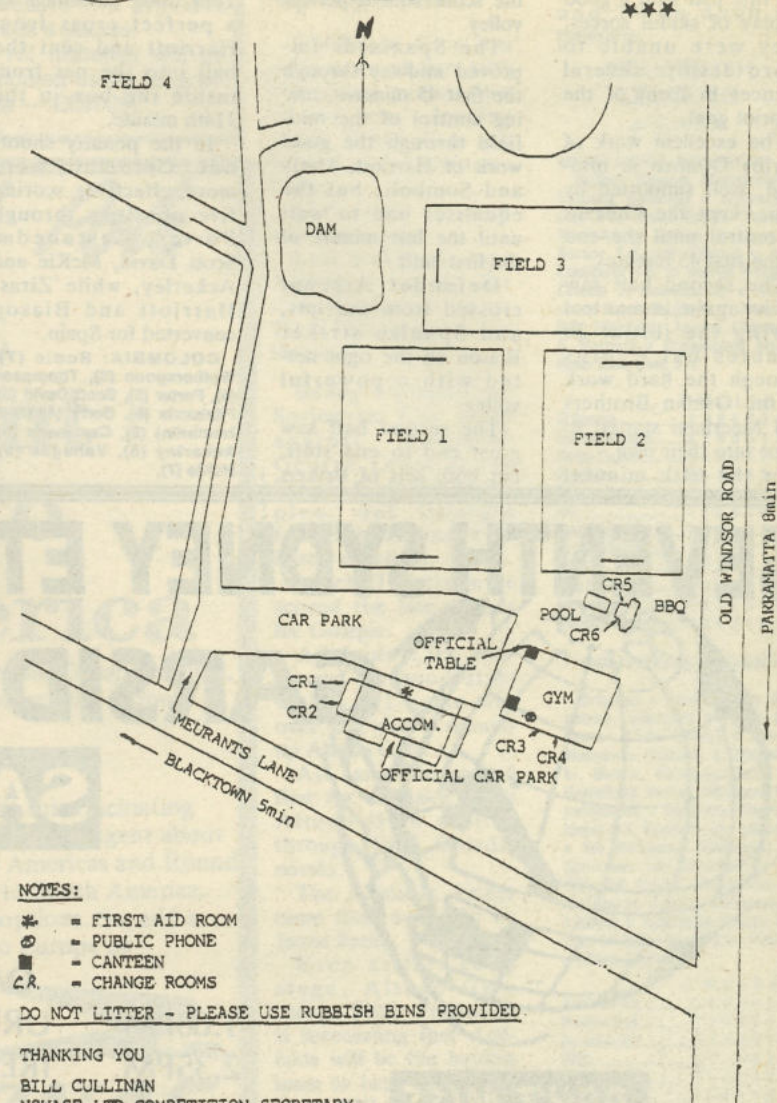 N
FIELD 4
DAM
FIELD 3
FIELD 1
FIELD 2
OLD WINDSOR ROAD
PARRAMATTA 8min
CR5
POOL
BBQ
CR6
CAR PARK
OFFICIAL
TABLE
CR1
GYM
CR2
ACCOM.
CR3
CR4
MEURANTS LANE
OFFICIAL CAR PARK
BLACKTOWN 5min
NOTES:
* = FIRST AID ROOM
= PUBLIC PHONE
■ = CANTEEN
C.R. = CHANGE ROOMS
DO NOT LITTER - PLEASE USE RUBBISH BINS PROVIDED
THANKING YOU
BILL CULLINAN
COMPETITION SECRETARY